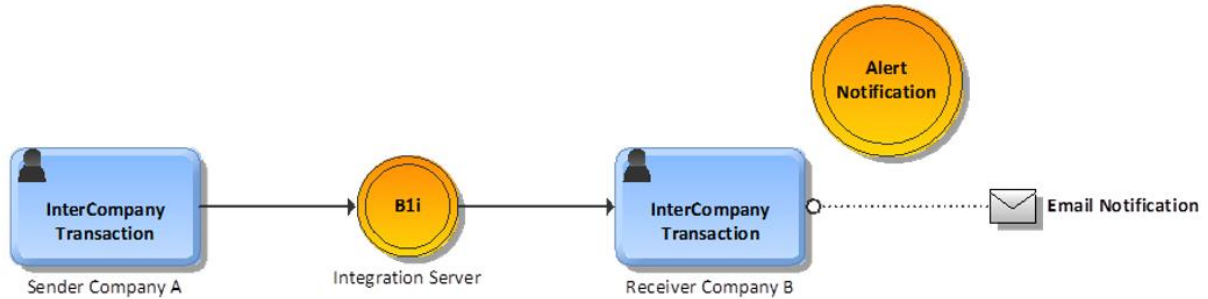 Alert
Notification
InterCompany
Transaction
B1i
InterCompany
Transaction
Email Notification
Sender Company A
Integration Server
Receiver Company B